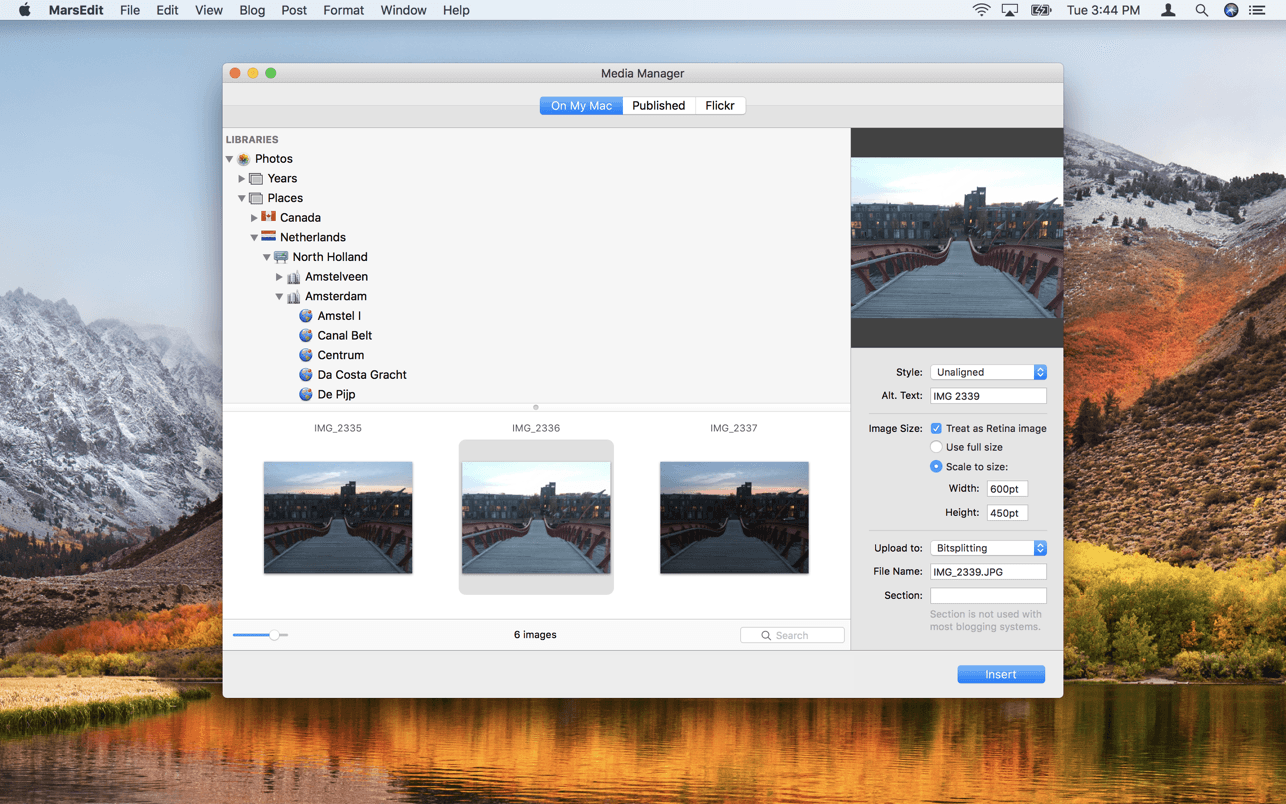 MarsEdit File Edit View Blog Post Format Window Help Tue 3:44 PM
Media Manager
On My Mac Published Flickr
LIBRARIES
Photos
Years
Places
Canada
Netherlands
North Holland
Amstelveen
Amsterdam
Amstel I
Canal Belt
Centrum
Da Costa Gracht
De Pijp
IMG_2335 IMG_2336 IMG_2337
6 images
Search
Style: Unaligned
Alt. Text: IMG 2339
Image Size: Treat as Retina image
Use full size
Scale to size:
Width: 600pt
Height: 450pt
Upload to: Bitsplitting
File Name: IMG_2339.JPG
Section:
Section is not used with
most blogging systems.
Insert